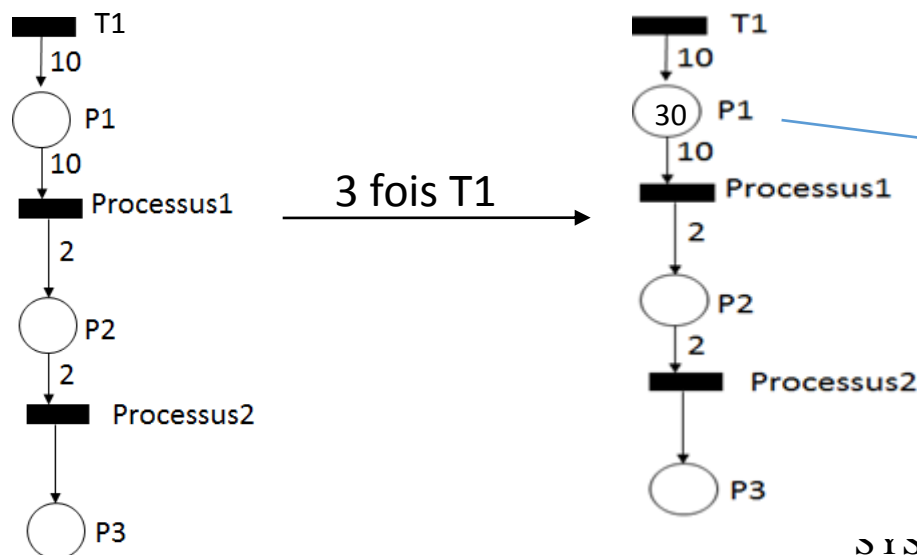 T1
10
P1
10
Processus1
2
P2
2
Processus2
P3
3 fois T1
T1
10
30 P1
10
Processus1
2
P2
2
Processus2
P3